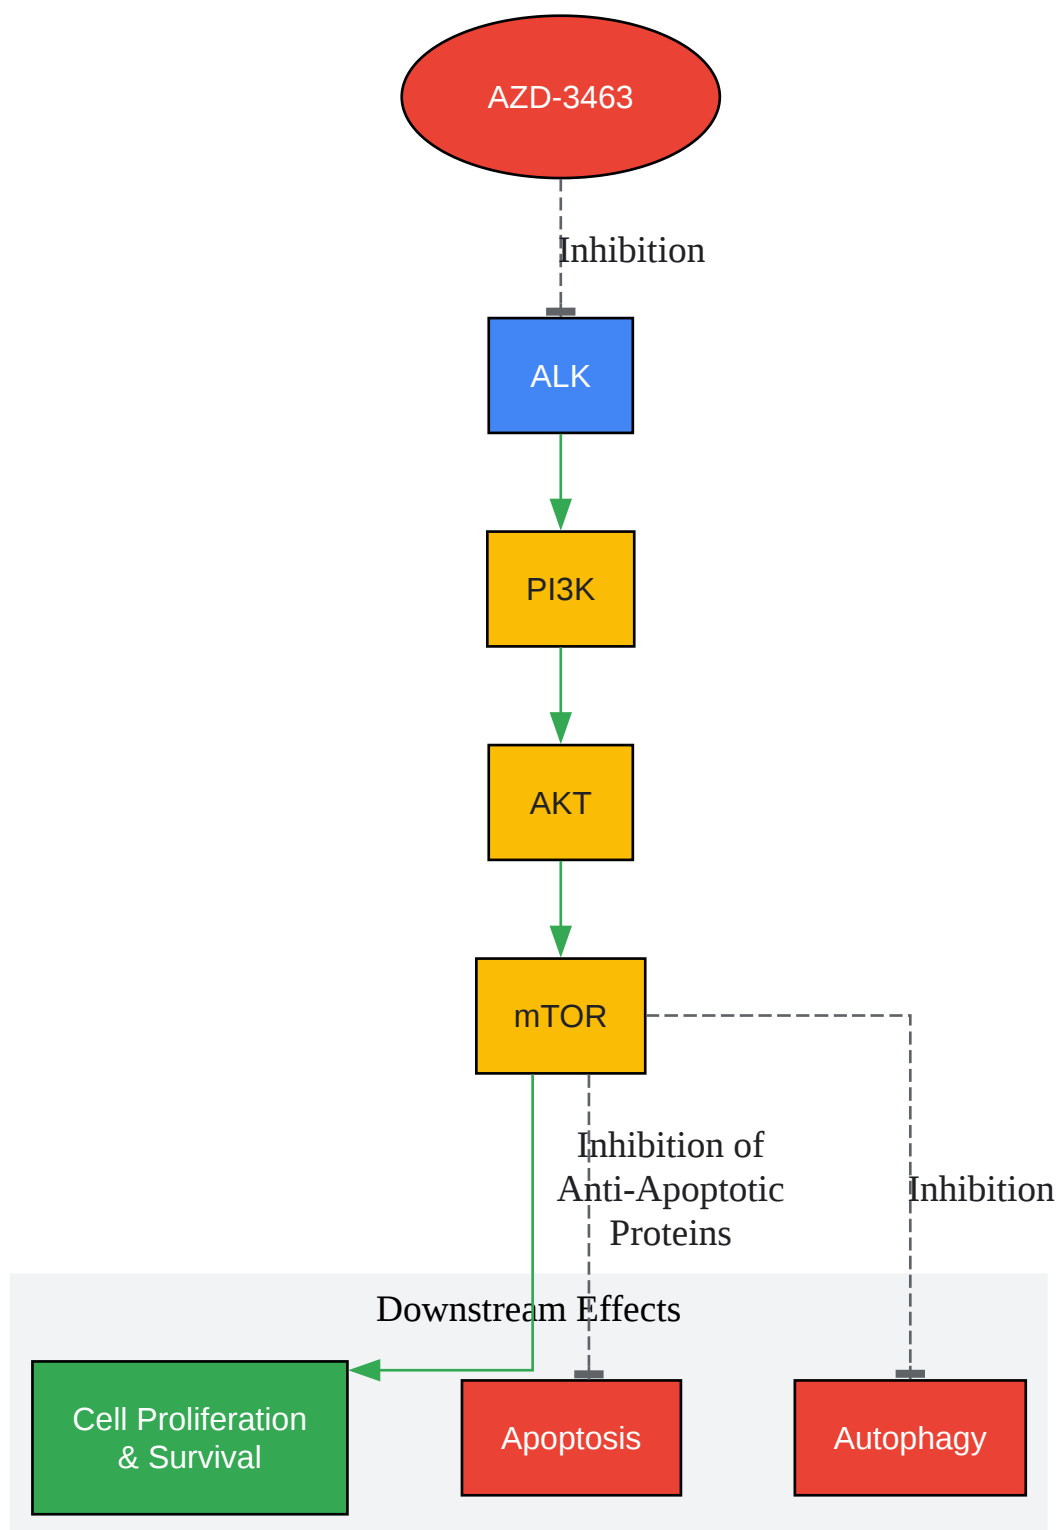 AZD-3463
Inhibition
ALK
PI3K
AKT
mTOR
Inhibition of
Anti-Apoptotic
Proteins
Inhibition
Downstream Effects
Cell Proliferation
& Survival
Apoptosis
Autophagy